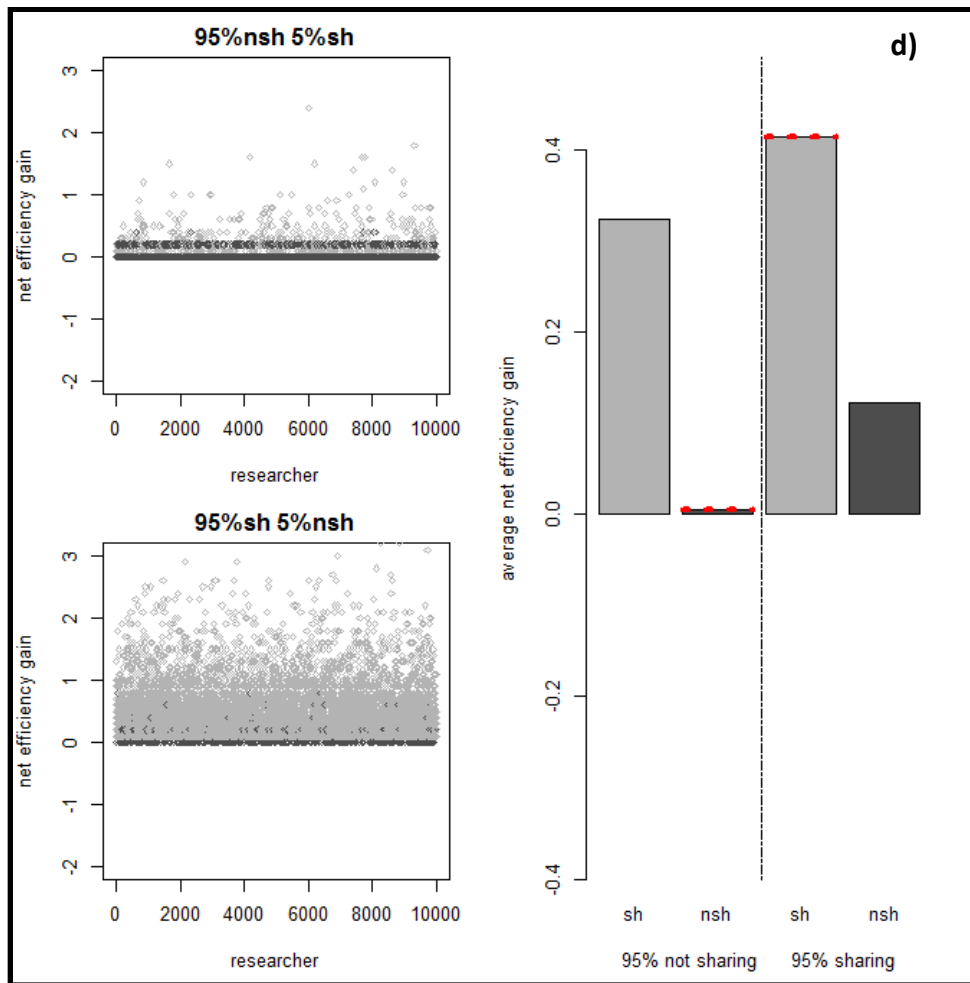 95%nsh 5%sh
net efficiency gain
3
2
1
0
-1
-2
0 2000 4000 6000 8000 10000
researcher
95%sh 5%nsh
net efficiency gain
3
2
1
0
-1
-2
0 2000 4000 6000 8000 10000
researcher
d)
average net efficiency gain
0.4
0.2
0.0
-0.2
-0.4
sh nsh sh nsh
95% not sharing 95% sharing